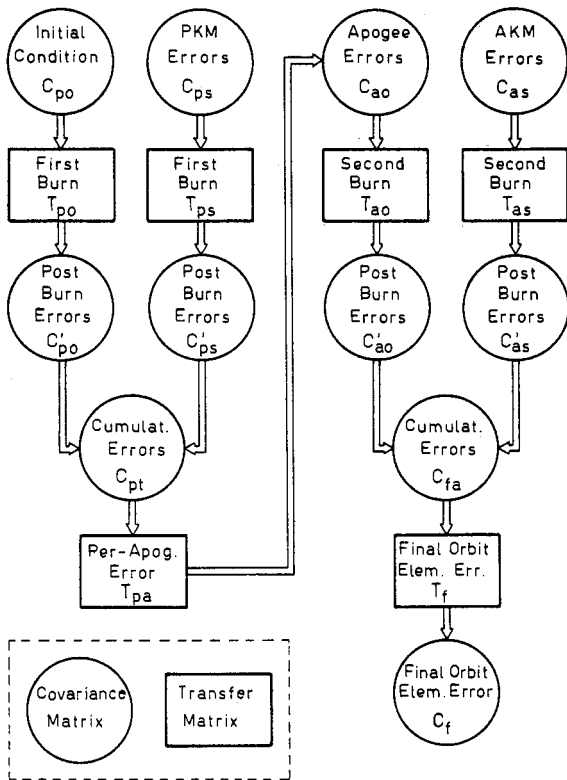 Initial
Condition
Cpo
PKM
Errors
Cps
Apogee
Errors
Cao
AKM
Errors
Cas
First
Burn
Tpo
First
Burn
Tps
Second
Burn
Tao
Second
Burn
Tas
Post
Burn
Errors
C'po
Post
Burn
Errors
C'ps
Post
Burn
Errors
C'ao
Post
Burn
Errors
C'as
Cumulat.
Errors
Cpt
Cumulat.
Errors
Cfa
Per-Apog.
Error
Tpa
Final Orbit
Elem. Err.
Tf
Final Orbit
Elem. Error
Cf
Covariance
Matrix
Transfer
Matrix